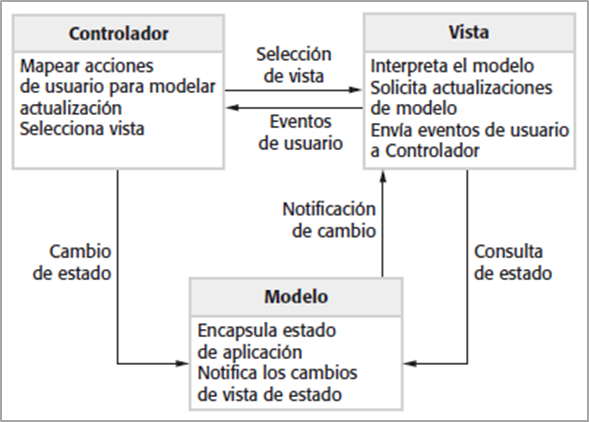 Controlador
Mapear acciones
de usuario para modelar
actualización
Selecciona vista
Selección
de vista
Eventos
de usuario
Vista
Interpreta el modelo
Solicita actualizaciones
de modelo
Envía eventos de usuario
a Controlador
Cambio
de estado
Notificación
de cambio
Consulta
de estado
Modelo
Encapsula estado
de aplicación
Notifica los cambios
de vista de estado